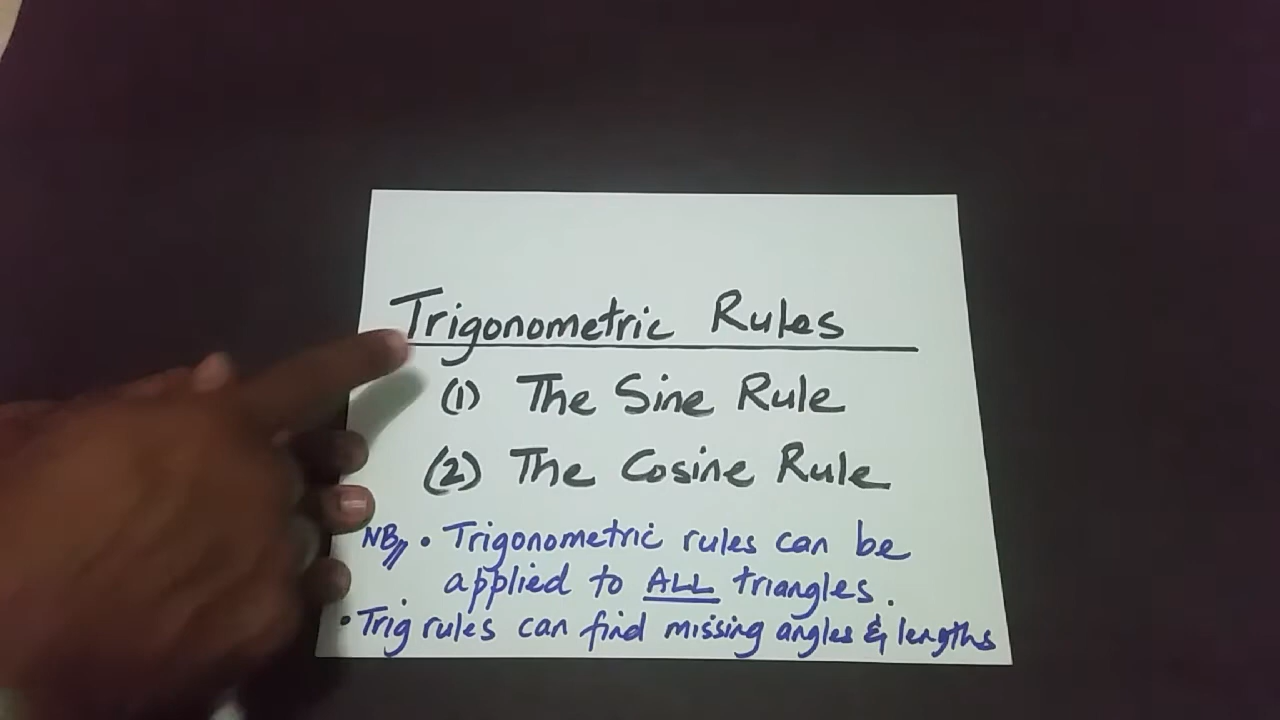 Trigonometric Rules
(1) The Sine Rule
(2) The Cosine Rule
NB// • Trigonometric rules can be
applied to ALL triangles.
• Trig rules can find missing angles & lengths